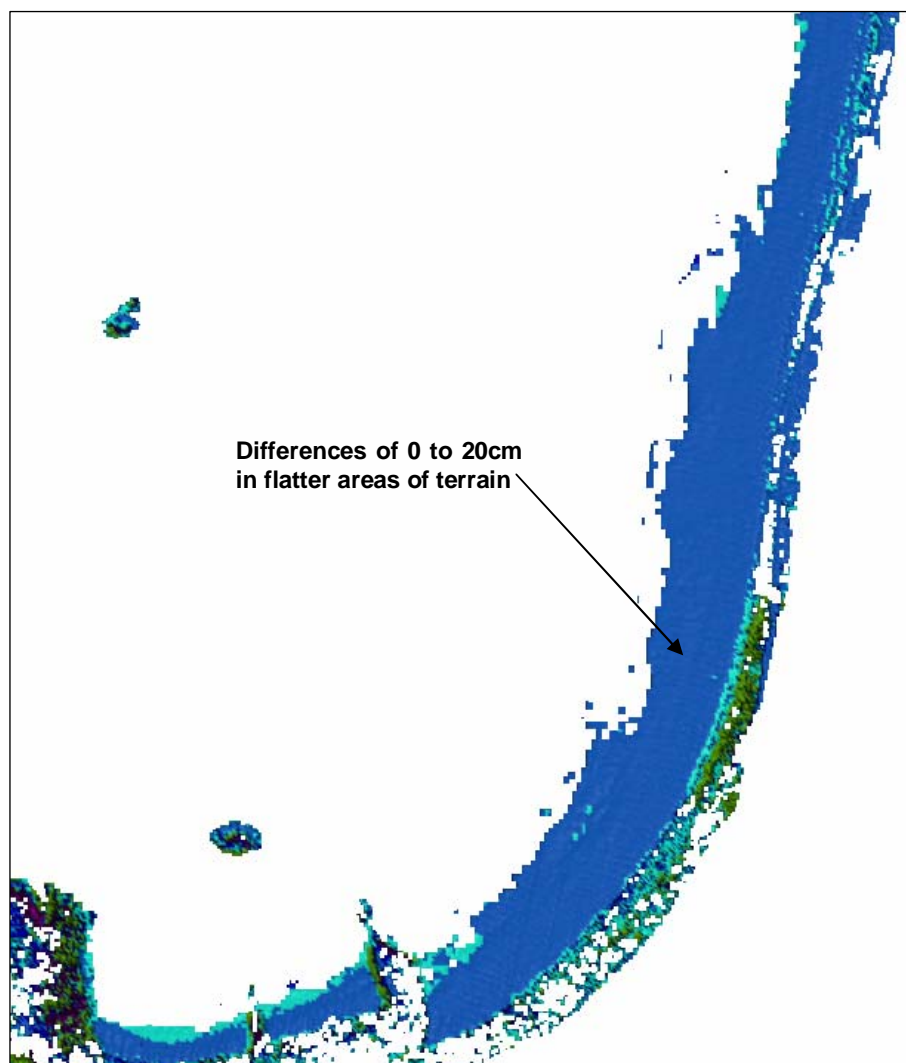 Differences of 0 to 20cm
in flatter areas of terrain